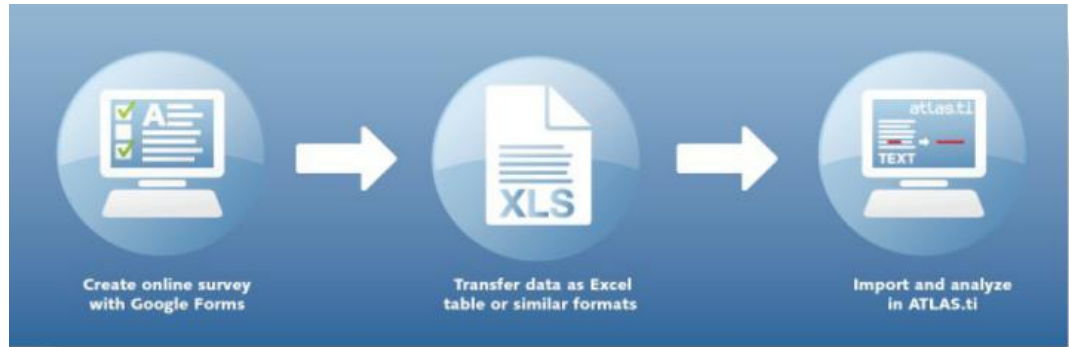 A
XLS
atlas.ti
TEXT
Create online survey
with Google Forms
Transfer data as Excel
table or similar formats
Import and analyze
in ATLAS.ti